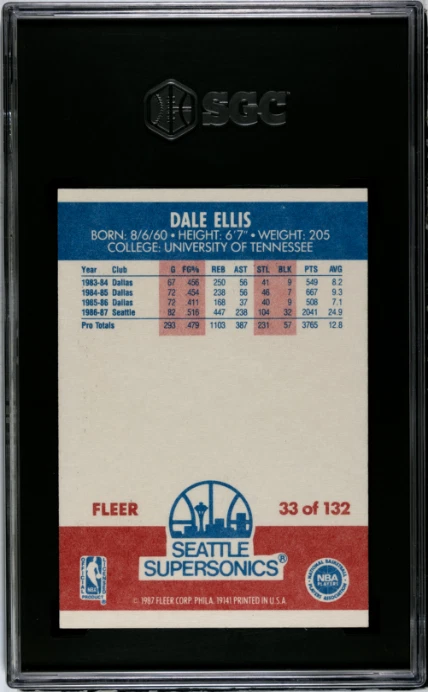 SGC
DALE ELLIS
BORN: 8/6/60 • HEIGHT: 6'7" • WEIGHT: 205
COLLEGE: UNIVERSITY OF TENNESSEE
Year Club G FG% REB AST STL BLK PTS AVG
1983-84 Dallas 67 .456 250 56 41 9 549 8.2
1984-85 Dallas 72 .454 238 56 46 7 667 9.3
1985-86 Dallas 72 .411 168 37 40 9 508 7.1
1986-87 Seattle 82 .516 447 238 104 32 2041 24.9
Pro Totals 293 .479 1103 387 231 57 3765 12.8
FLEER 33 of 132
SEATTLE
SUPERSONICS®
NBA
NATIONAL BASKETBALL
NBA
PLAYERS
© 1987 FLEER CORP. PHILA. 19141 PRINTED IN U.S.A.